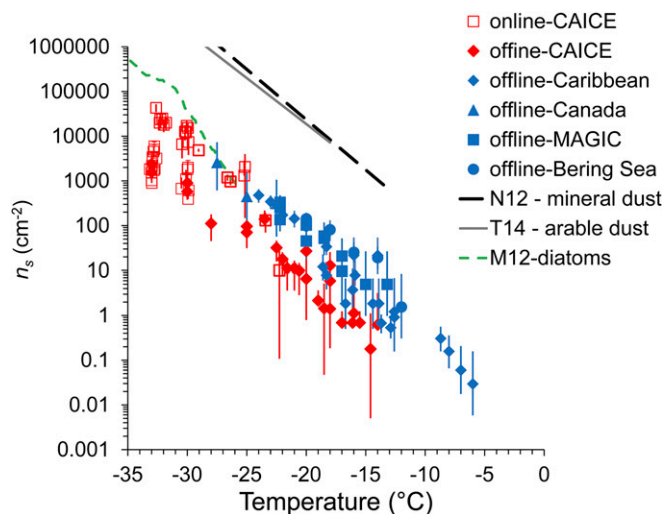 online-CAICE
offine-CAICE
offline-Caribbean
offline-Canada
offline-MAGIC
offline-Bering Sea
N12 - mineral dust
T14 - arable dust
M12-diatoms
1000000
100000
10000
1000
100
10
1
0.1
0.01
0.001
n_s (cm⁻²)
-35 -30 -25 -20 -15 -10 -5 0
Temperature (°C)